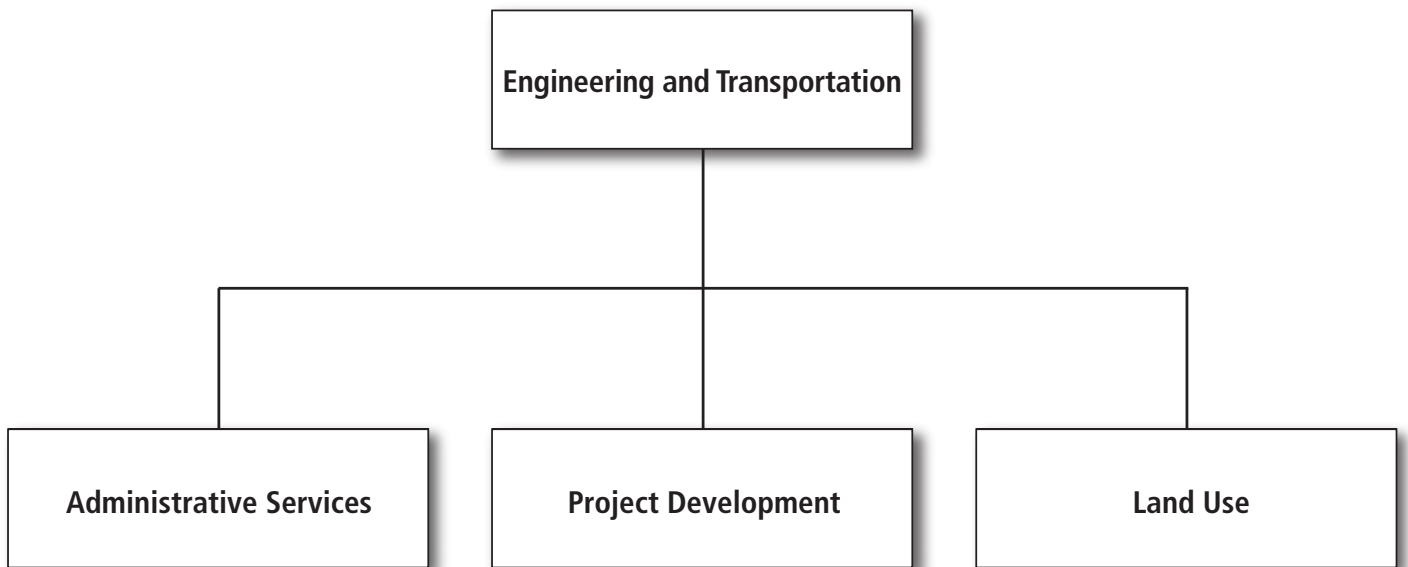 Engineering and Transportation
Administrative Services
Project Development
Land Use